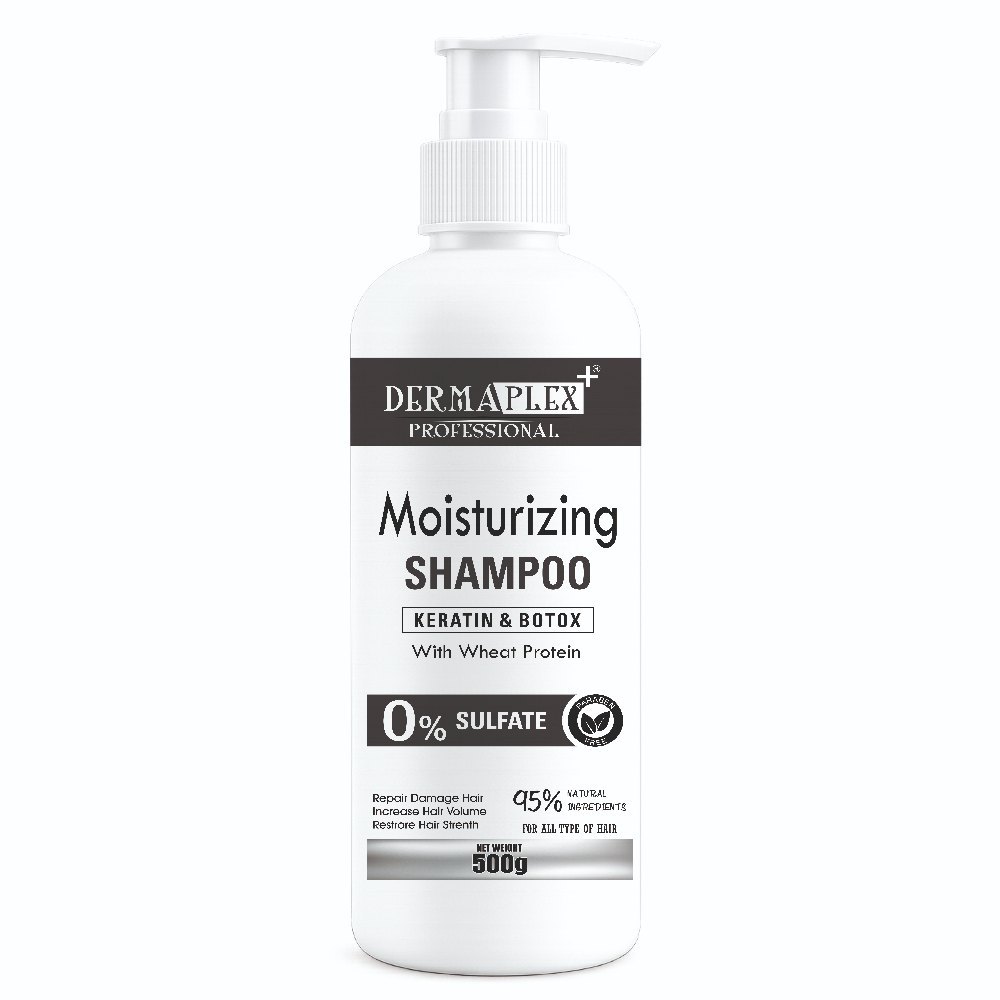 DERMAPLEX+®
PROFESSIONAL
Moisturizing
SHAMPOO
KERATIN & BOTOX
With Wheat Protein
0% SULFATE
PARABEN
FREE
Repair Damage Hair
Increase Hair Volume
Restrore Hair Strenth
95% NATURAL
INGREDIENTS
FOR ALL TYPE OF HAIR
NET WEIGHT
500g